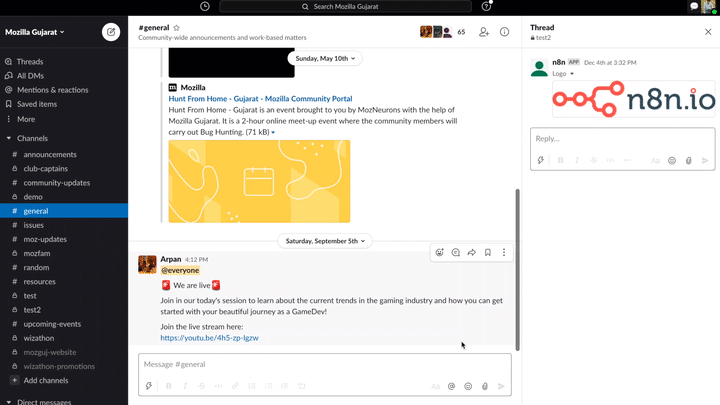 Search Mozilla Gujarat
Mozilla Gujarat
Threads
All DMs
Mentions & reactions
Saved items
More
Channels
# announcements
club-captains
# community-updates
demo
# general
# issues
# moz-updates
mozfam
# random
# resources
test
test2
# upcoming-events
# wizathon
mozguj-website
wizathon-promotions
Add channels
Direct messages
#general
Community-wide announcements and work-based matters
65
Sunday, May 10th
m Mozilla
Hunt From Home - Gujarat - Mozilla Community Portal
Hunt From Home - Gujarat is an event brought to you by MozNeurons with the help of
Mozilla Gujarat. It is a 2-hour online meet-up event where the community members will
carry out Bug Hunting. (71 kB)
Saturday, September 5th
Arpan 4:12 PM
@everyone
We are live
Join in our today's session to learn about the current trends in the gaming industry and how you can get
started with your beautiful journey as a GameDev!
Join the live stream here:
https://youtu.be/4h5-zp-lgzw
Message #general
Aa @
Thread
test2
n8n APP Dec 4th at 3:32 PM
Logo
n8n.io
Reply...
Aa